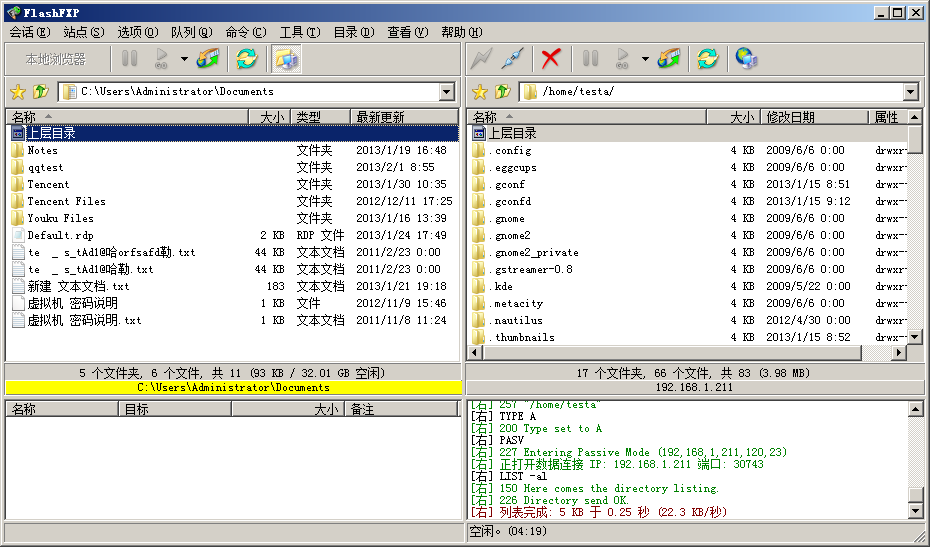 FlashFXP
会话(E) 站点(S) 选项(O) 队列(Q) 命令(C) 工具(T) 目录(D) 查看(V) 帮助(H)
本地浏览器 GO GO
C:\Users\Administrator\Documents
/home/testa/
名称 大小 类型 最新更新
上层目录
Notes 文件夹 2013/1/19 16:48
qqtest 文件夹 2013/2/1 8:55
Tencent 文件夹 2013/1/30 10:35
Tencent Files 文件夹 2012/12/11 17:25
Youku Files 文件夹 2013/1/16 13:39
Default.rdp 2 KB RDP 文件 2013/1/24 17:49
te _ s_tAdl@哈orfsafd勒.txt 44 KB 文本文档 2011/2/23 0:00
te _ s_tAdl@哈勒.txt 44 KB 文本文档 2011/2/23 0:00
新建 文本文档.txt 183 文本文档 2013/1/21 19:18
虚拟机 密码说明 1 KB 文件 2012/11/9 15:46
虚拟机 密码说明.txt 1 KB 文本文档 2011/11/8 11:24
5 个文件夹, 6 个文件, 共 11 (93 KB / 32.01 GB 空闲)
C:\Users\Administrator\Documents
名称 大小 修改日期 属性
上层目录
.config 4 KB 2009/6/6 0:00 drwxr-
.eggcups 4 KB 2009/6/6 0:00 drwx--
.gconf 4 KB 2013/1/15 8:51 drwx--
.gconfd 4 KB 2013/1/15 9:12 drwx--
.gnome 4 KB 2009/6/6 0:00 drwx--
.gnome2 4 KB 2009/6/6 0:00 drwx--
.gnome2_private 4 KB 2009/6/6 0:00 drwx--
.gstreamer-0.8 4 KB 2009/6/6 0:00 drwxr-
.kde 4 KB 2009/5/22 0:00 drwxr-
.metacity 4 KB 2009/6/6 0:00 drwx--
.nautilus 4 KB 2012/4/30 0:00 drwxr-
.thumbnails 4 KB 2013/1/15 8:52 drwx--
17 个文件夹, 66 个文件, 共 83 (3.98 MB)
192.168.1.211
名称 目标 大小 备注
[右] 257 "/home/testa"
[右] TYPE A
[右] 200 Type set to A
[右] PASV
[右] 227 Entering Passive Mode (192,168,1,211,120,23)
[右] 正打开数据连接 IP: 192.168.1.211 端口: 30743
[右] LIST -al
[右] 150 Here comes the directory listing.
[右] 226 Directory send OK.
[右] 列表完成: 5 KB 于 0.25 秒 (22.3 KB/秒)
空闲。(04:19)